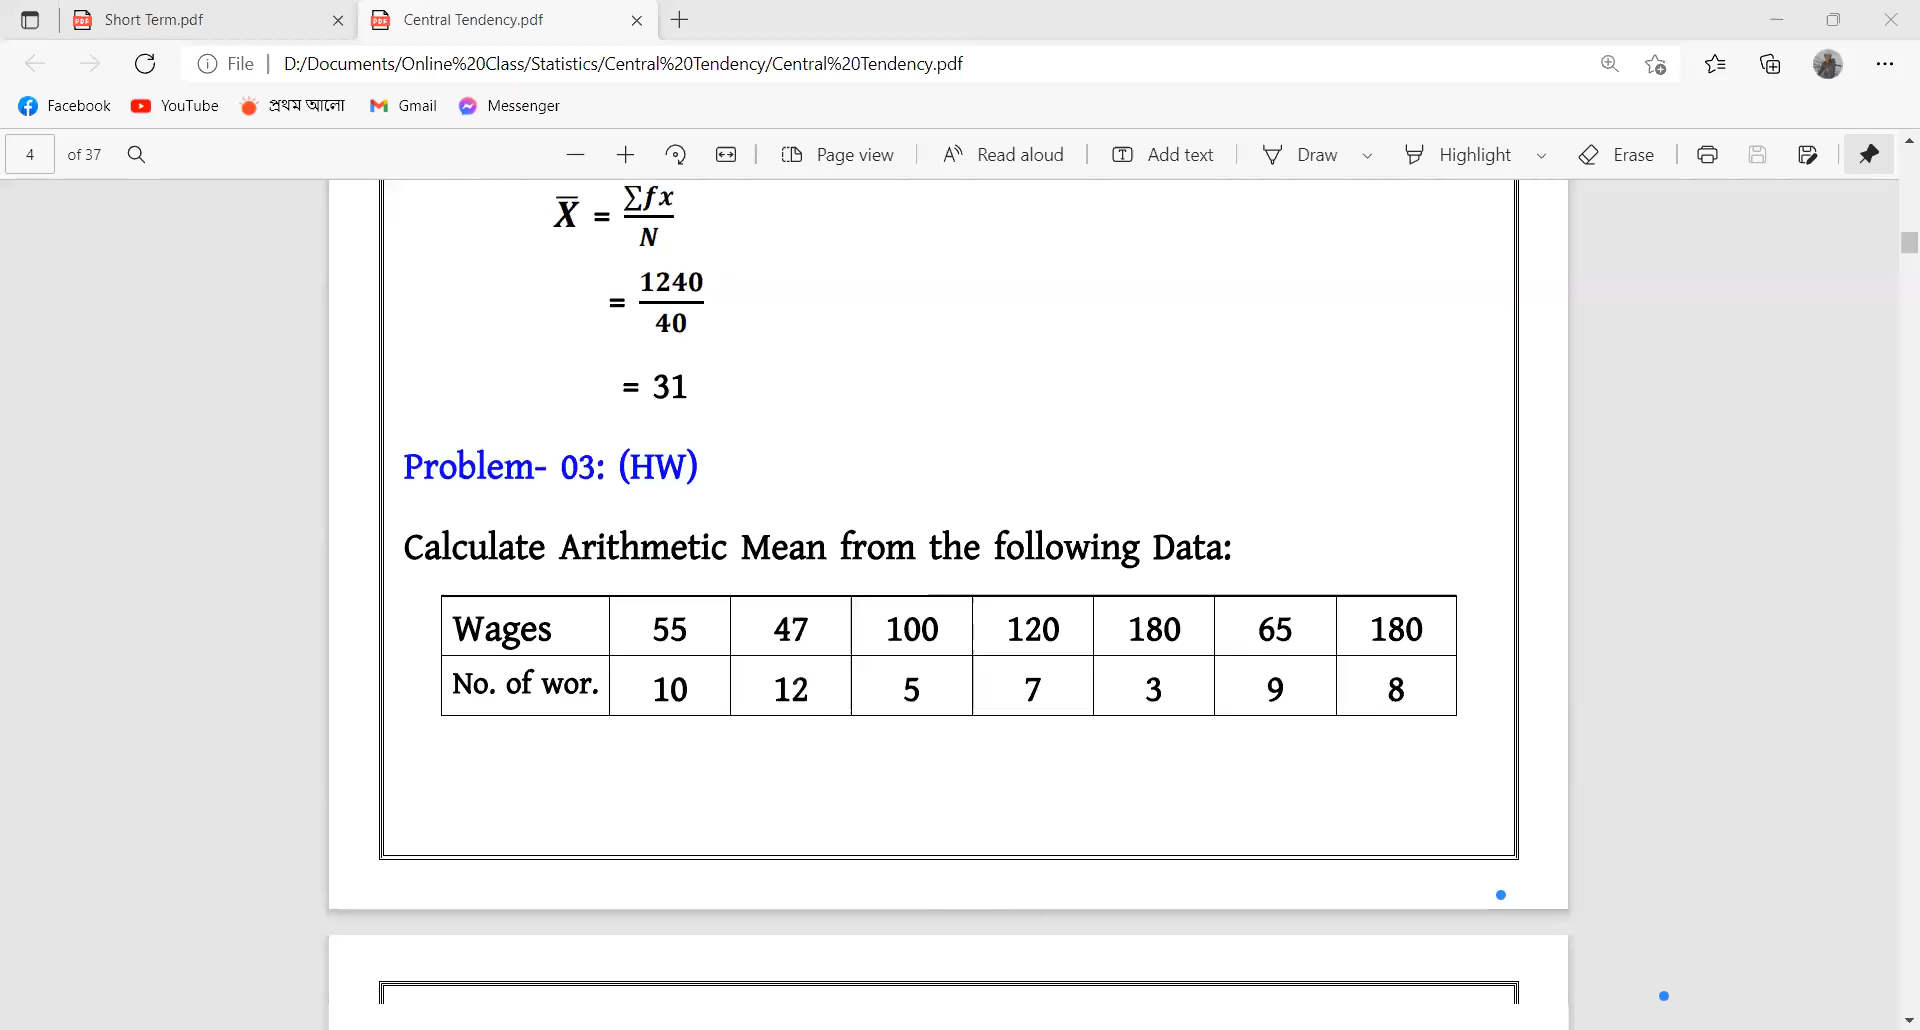 Short Term.pdf
Central Tendency.pdf
File D:/Documents/Online%20Class/Statistics/Central%20Tendency/Central%20Tendency.pdf
Facebook YouTube প্রথম আলো Gmail Messenger
4 of 37 Page view Read aloud Add text Draw Highlight Erase
X̅ = ∑fx / N
= 1240 / 40
= 31
Problem- 03: (HW)
Calculate Arithmetic Mean from the following Data:
Wages 55 47 100 120 180 65 180
No. of wor. 10 12 5 7 3 9 8